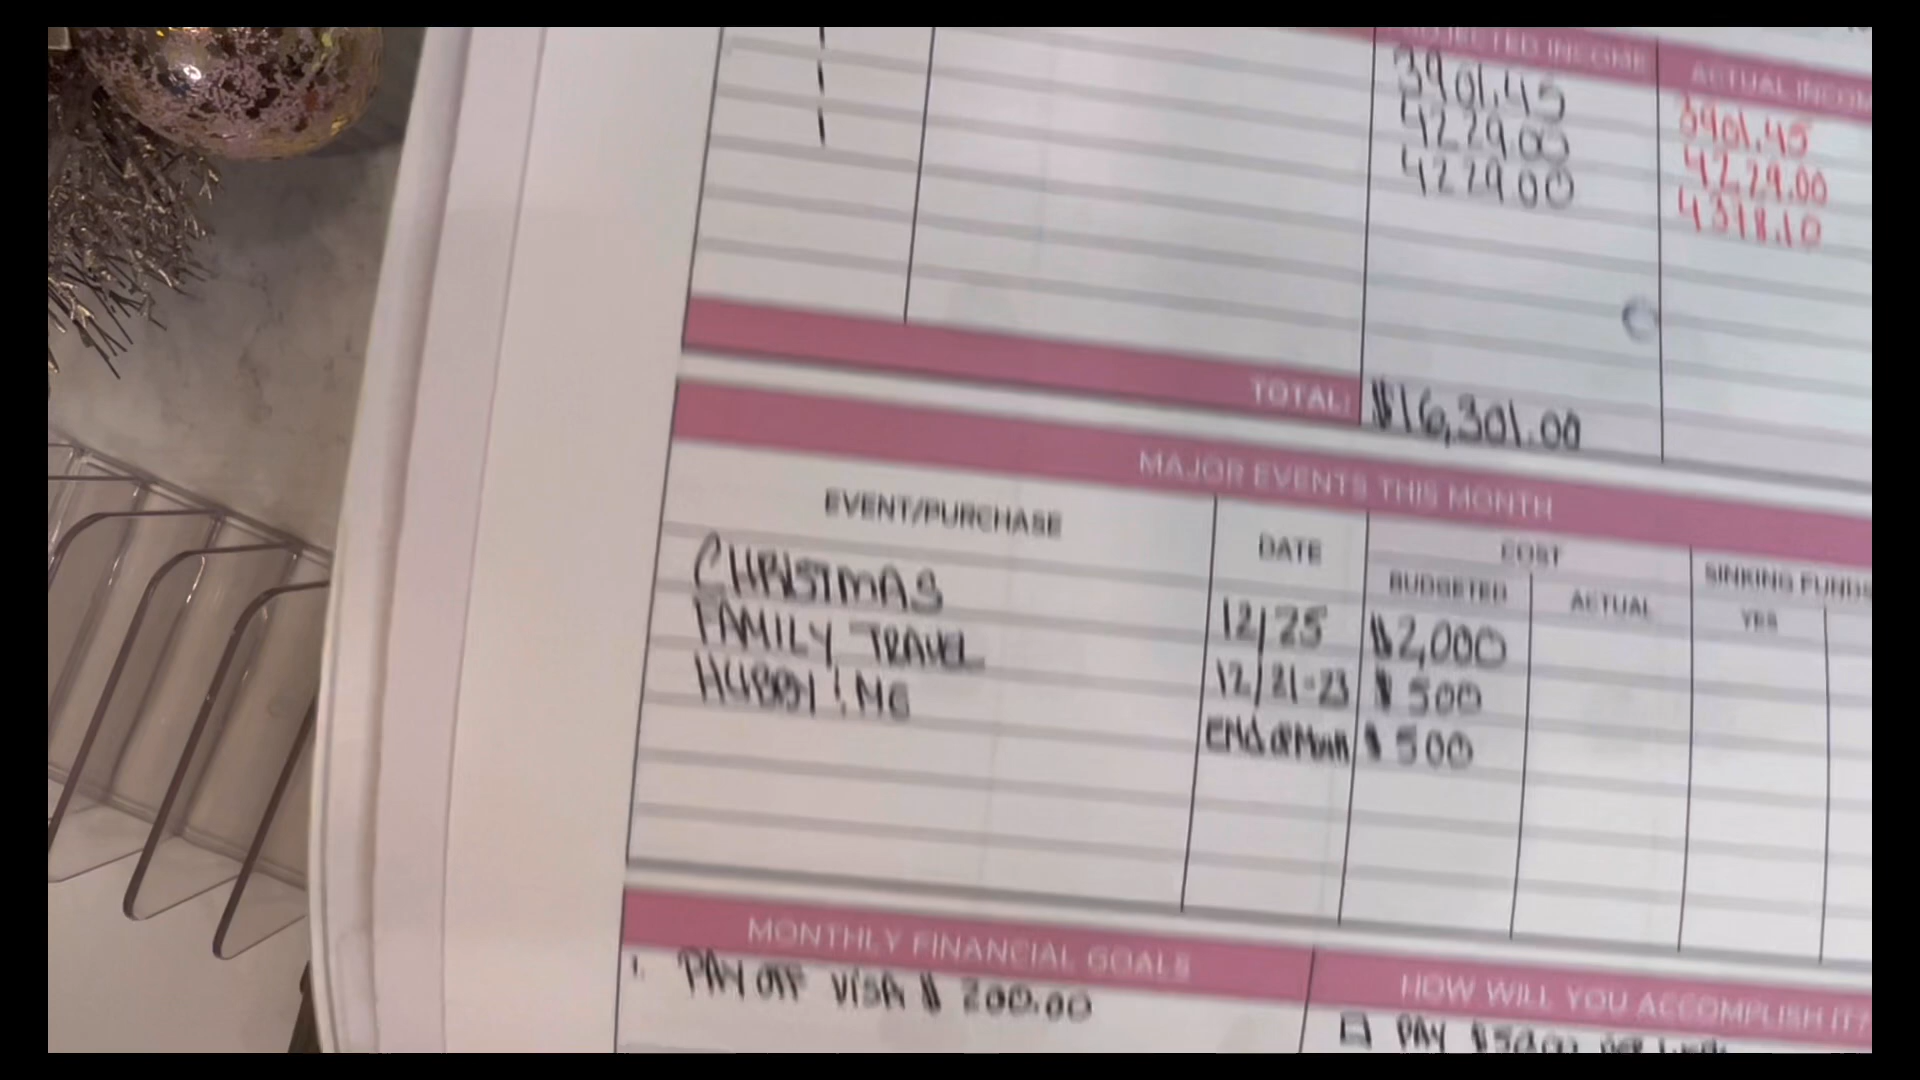 PROJECTED INCOME ACTUAL INCOM
3901.45 3901.45
4229.00 4229.00
4229.00
TOTAL: $16,301.00
MAJOR EVENTS THIS MONTH
EVENT/PURCHASE DATE COST SINKING FUNDS
BUDGETED ACTUAL YES
CHRISTMAS 12/25 $2,000
FAMILY TRAVEL 12/21-23 $500
HUBBY & ME END OF Month $500
MONTHLY FINANCIAL GOALS HOW WILL YOU ACCOMPLISH IT?
1. PAY OFF VISA $200.00
PAY